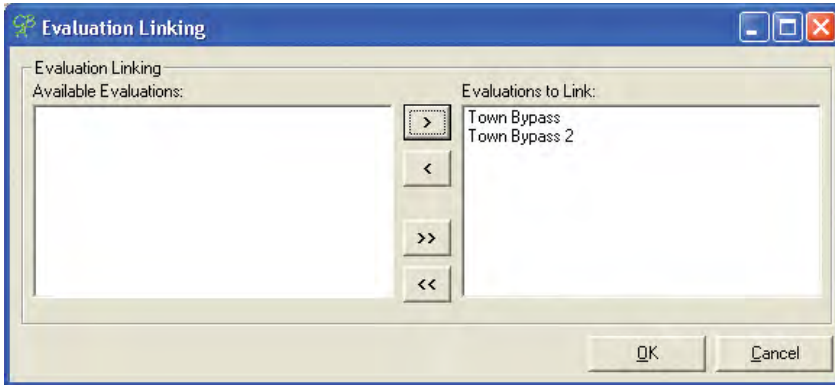 Evaluation Linking
Evaluation Linking
Available Evaluations:
Evaluations to Link:
>
Town Bypass
Town Bypass 2
<
>>
<<
OK
Cancel